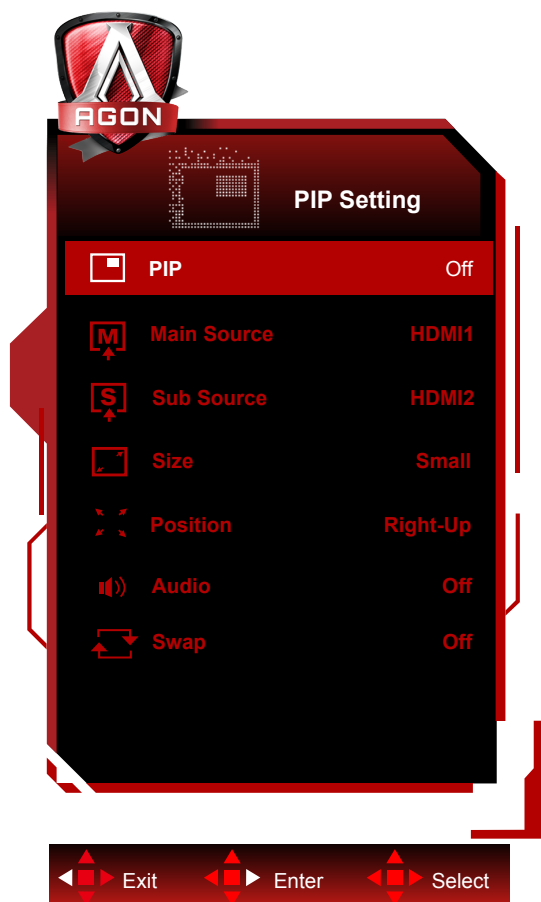 AGON
PIP Setting
PIP Off
M Main Source HDMI1
S Sub Source HDMI2
Size Small
Position Right-Up
Audio Off
Swap Off
Exit Enter Select